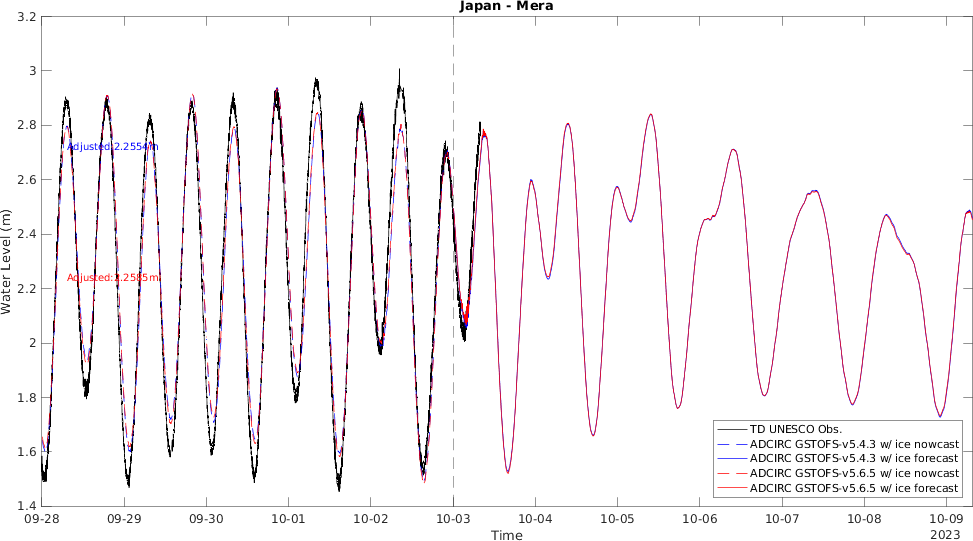 Japan - Mera
Water Level (m)
3.2
3
2.8
2.6
2.4
2.2
2
1.8
1.6
1.4
Adjusted:2.2554m
Adjusted:2.2585m
TD UNESCO Obs.
ADCIRC GSTOFS-v5.4.3 w/ ice nowcast
ADCIRC GSTOFS-v5.4.3 w/ ice forecast
ADCIRC GSTOFS-v5.6.5 w/ ice nowcast
ADCIRC GSTOFS-v5.6.5 w/ ice forecast
09-28 09-29 09-30 10-01 10-02 10-03 10-04 10-05 10-06 10-07 10-08 10-09
2023
Time